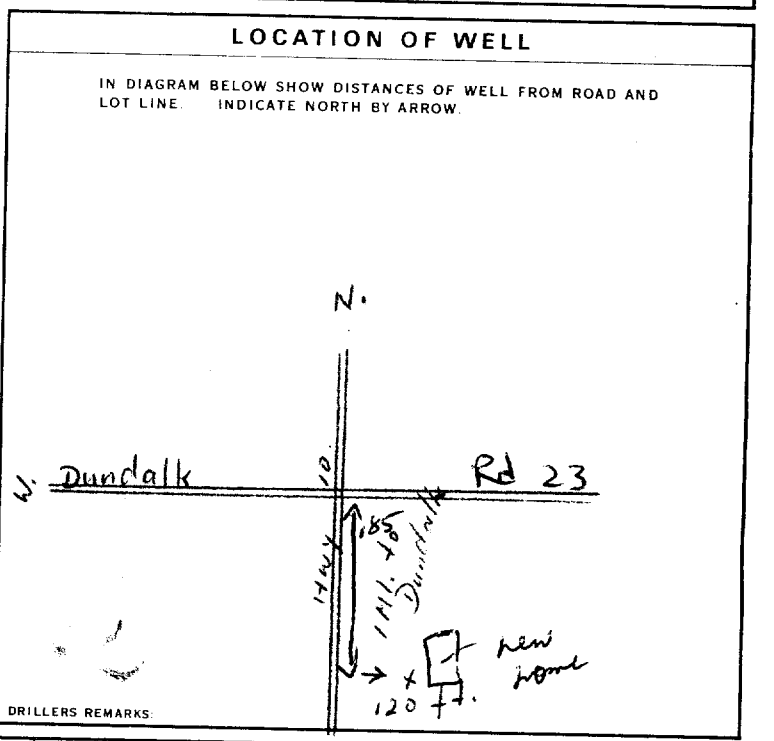 LOCATION OF WELL
IN DIAGRAM BELOW SHOW DISTANCES OF WELL FROM ROAD AND
LOT LINE. INDICATE NORTH BY ARROW.
N.
W. Dundalk Rd 23
HWY 10.
.85
1 MI. to
Dundalk
new
home
120 ft.
DRILLERS REMARKS: